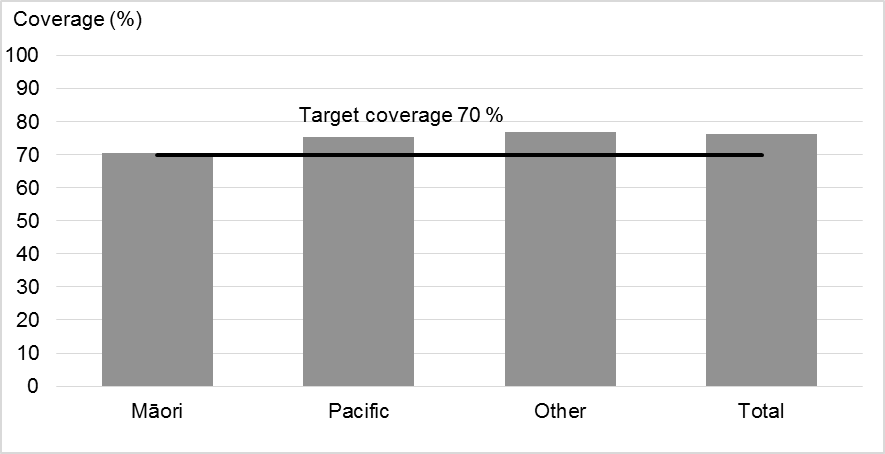 Coverage (%)
100
90
80
70
60
50
40
30
20
10
0
Target coverage 70 %
Māori
Pacific
Other
Total